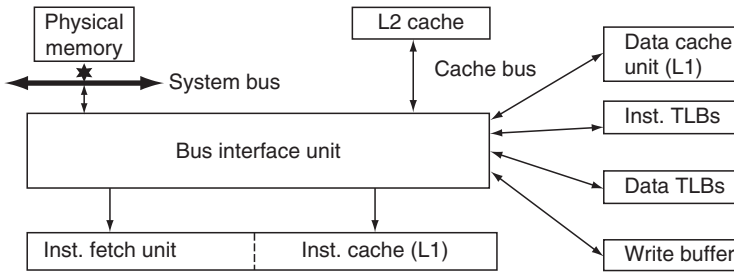 Physical
memory
L2 cache
Data cache
unit (L1)
System bus
Cache bus
Inst. TLBs
Bus interface unit
Data TLBs
Inst. fetch unit
Inst. cache (L1)
Write buffer